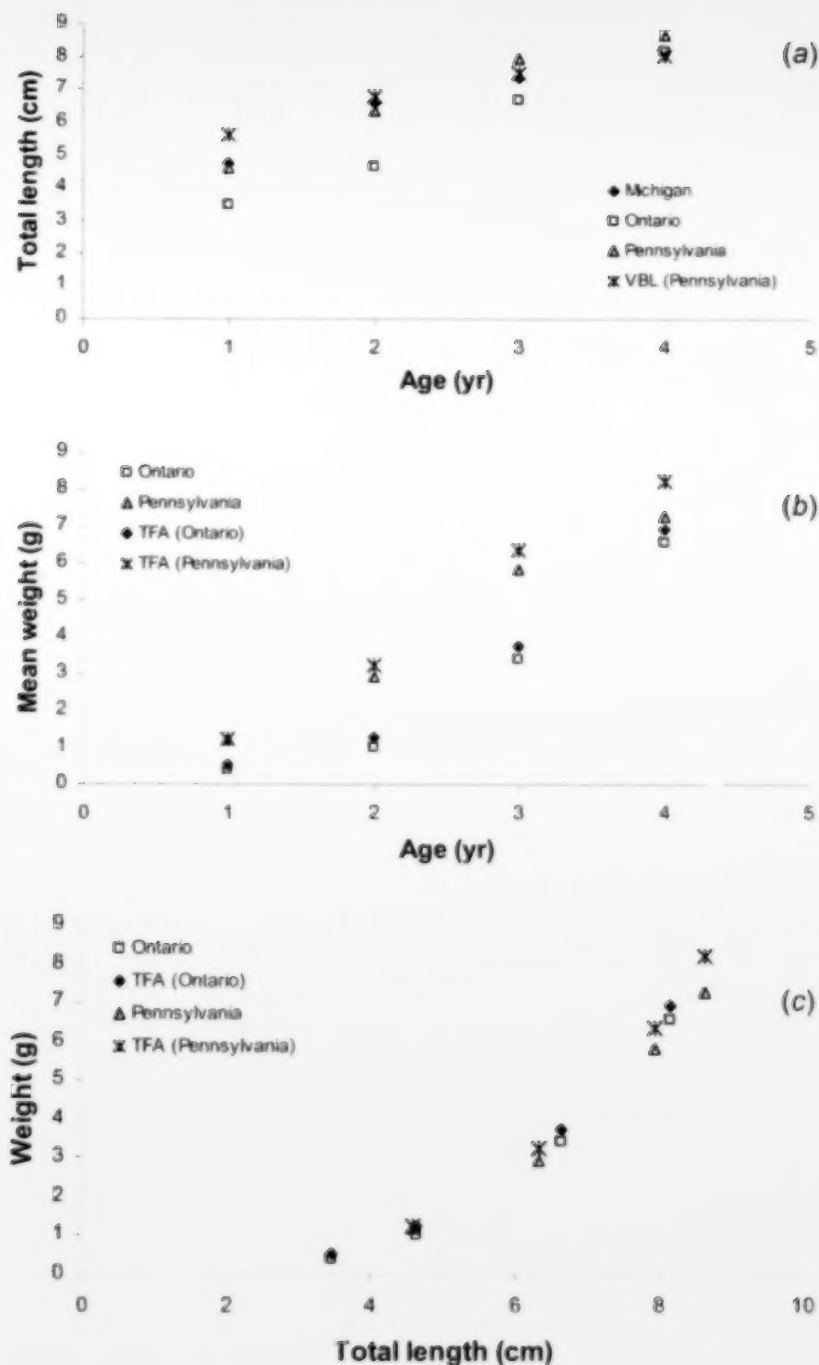 9
8
7
6
5
4
3
2
1
0
Total length (cm)
(a)
Michigan
Ontario
Pennsylvania
VBL (Pennsylvania)
0 1 2 3 4 5
Age (yr)
9
8
7
6
5
4
3
2
1
0
Mean weight (g)
(b)
Ontario
Pennsylvania
TFA (Ontario)
TFA (Pennsylvania)
0 1 2 3 4 5
Age (yr)
9
8
7
6
5
4
3
2
1
0
Weight (g)
(c)
Ontario
TFA (Ontario)
Pennsylvania
TFA (Pennsylvania)
0 2 4 6 8 10
Total length (cm)